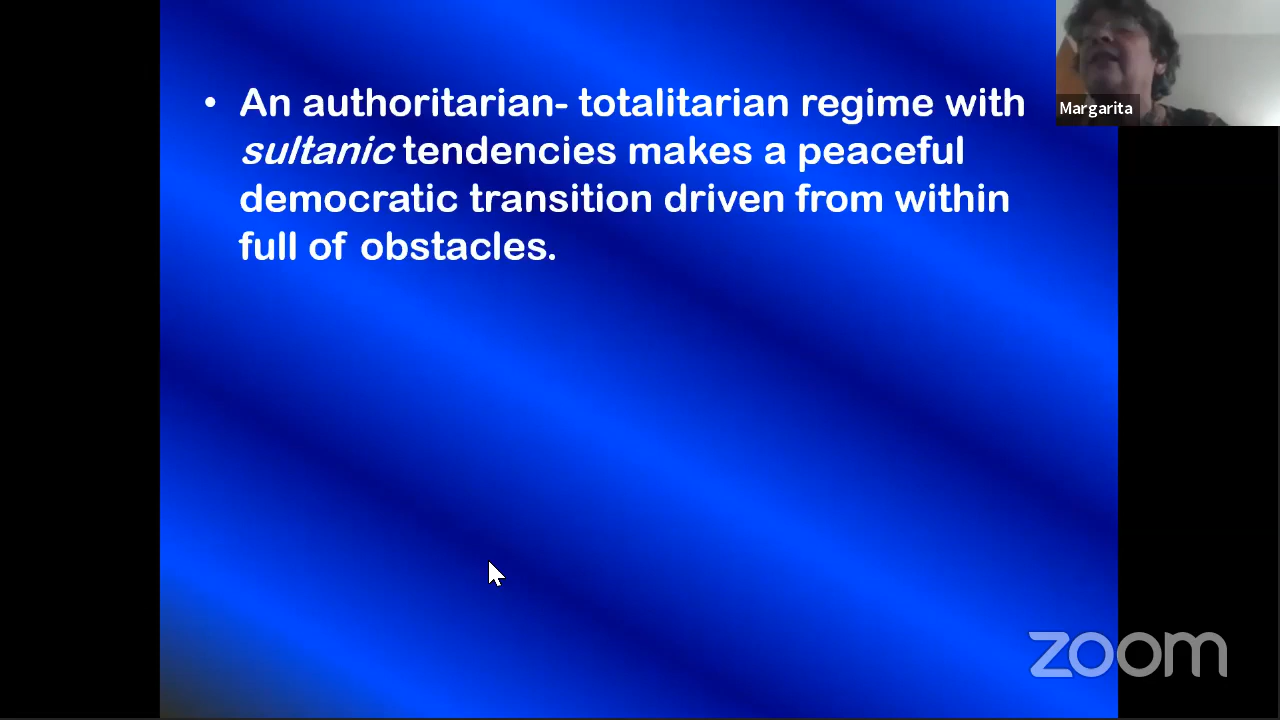 • An authoritarian- totalitarian regime with
sultanic tendencies makes a peaceful
democratic transition driven from within
full of obstacles.
Margarita
zoom